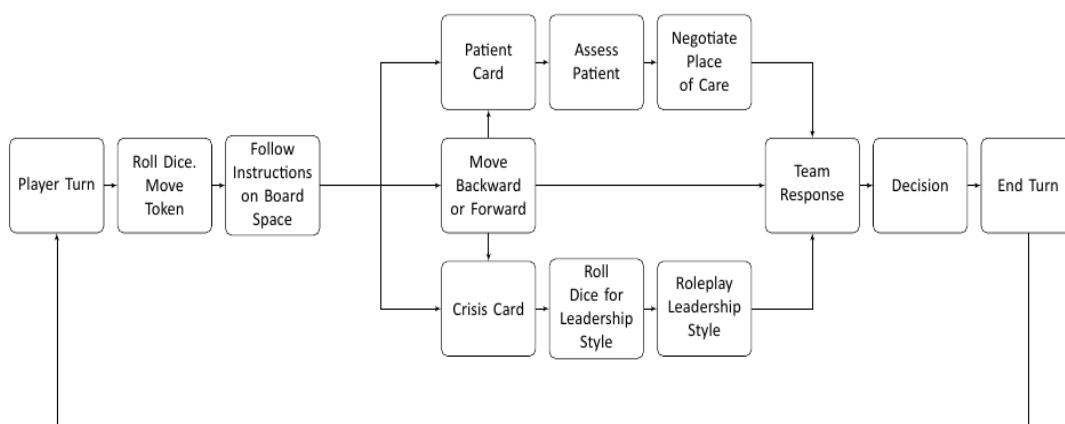 Patient
Card
Assess
Patient
Negotiate
Place
of Care
Player Turn
Roll Dice.
Move
Token
Follow
Instructions
on Board
Space
Move
Backward
or Forward
Team
Response
Decision
End Turn
Crisis Card
Roll
Dice for
Leadership
Style
Roleplay
Leadership
Style